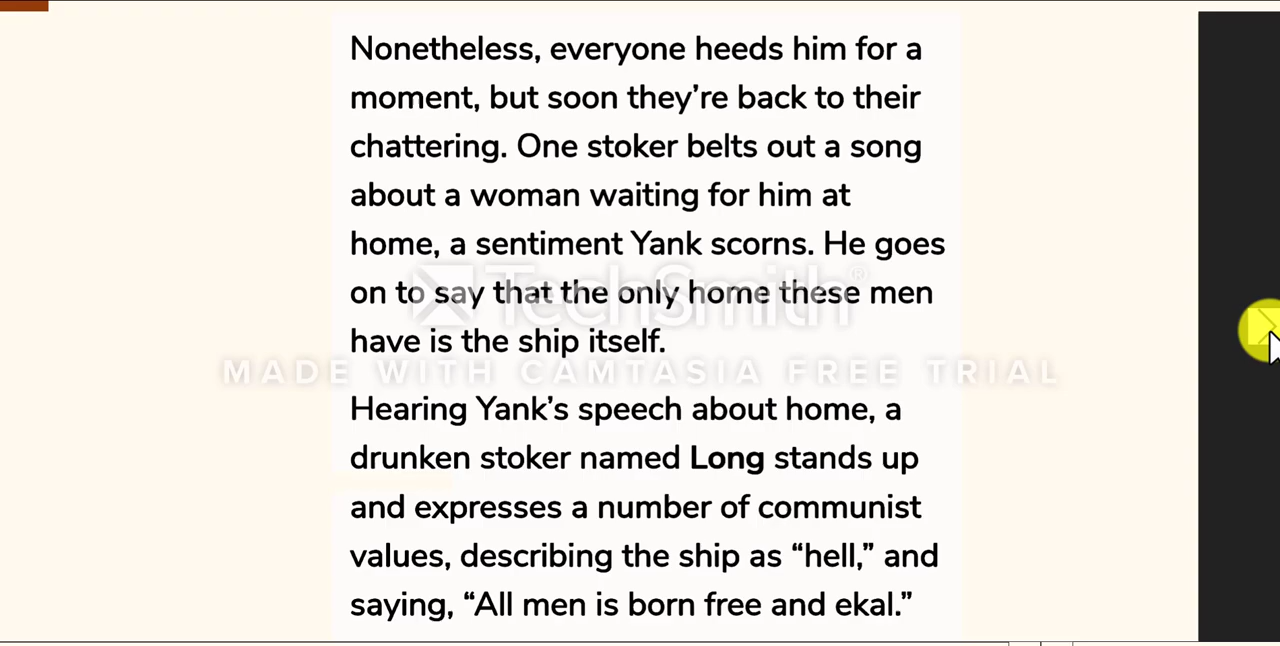 Nonetheless, everyone heeds him for a
moment, but soon they’re back to their
chattering. One stoker belts out a song
about a woman waiting for him at
home, a sentiment Yank scorns. He goes
on to say that the only home these men
have is the ship itself.
TechSmith®
MADE WITH CAMTASIA FREE TRIAL
Hearing Yank’s speech about home, a
drunken stoker named Long stands up
and expresses a number of communist
values, describing the ship as “hell,” and
saying, “All men is born free and ekal.”